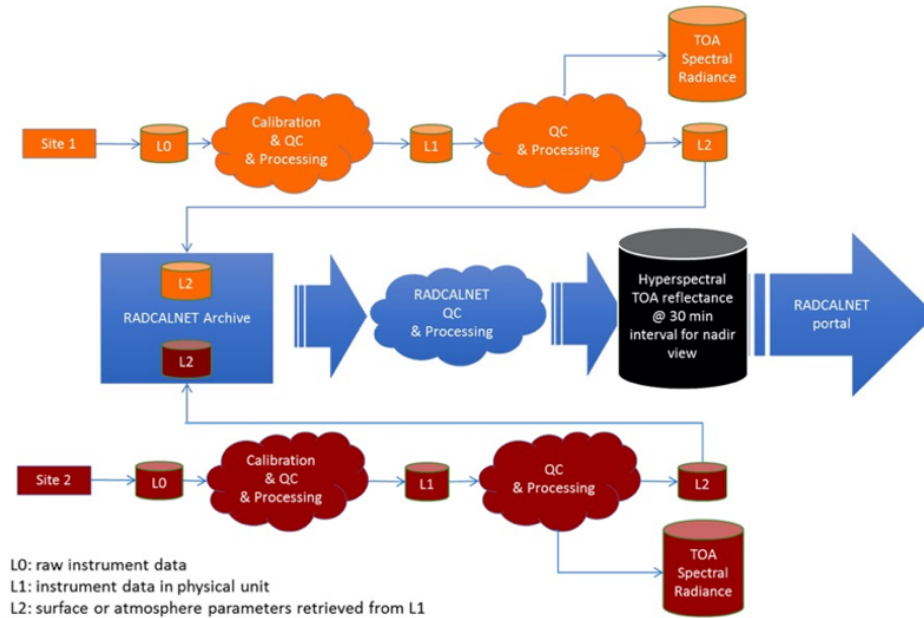 TOA
Spectral
Radiance
Site 1
L0
Calibration
& QC
& Processing
L1
QC
& Processing
L2
L2
RADCALNET Archive
L2
RADCALNET
QC
& Processing
Hyperspectral
TOA reflectance
@ 30 min
interval for nadir
view
RADCALNET
portal
Site 2
L0
Calibration
& QC
& Processing
L1
QC
& Processing
L2
TOA
Spectral
Radiance
L0: raw instrument data
L1: instrument data in physical unit
L2: surface or atmosphere parameters retrieved from L1